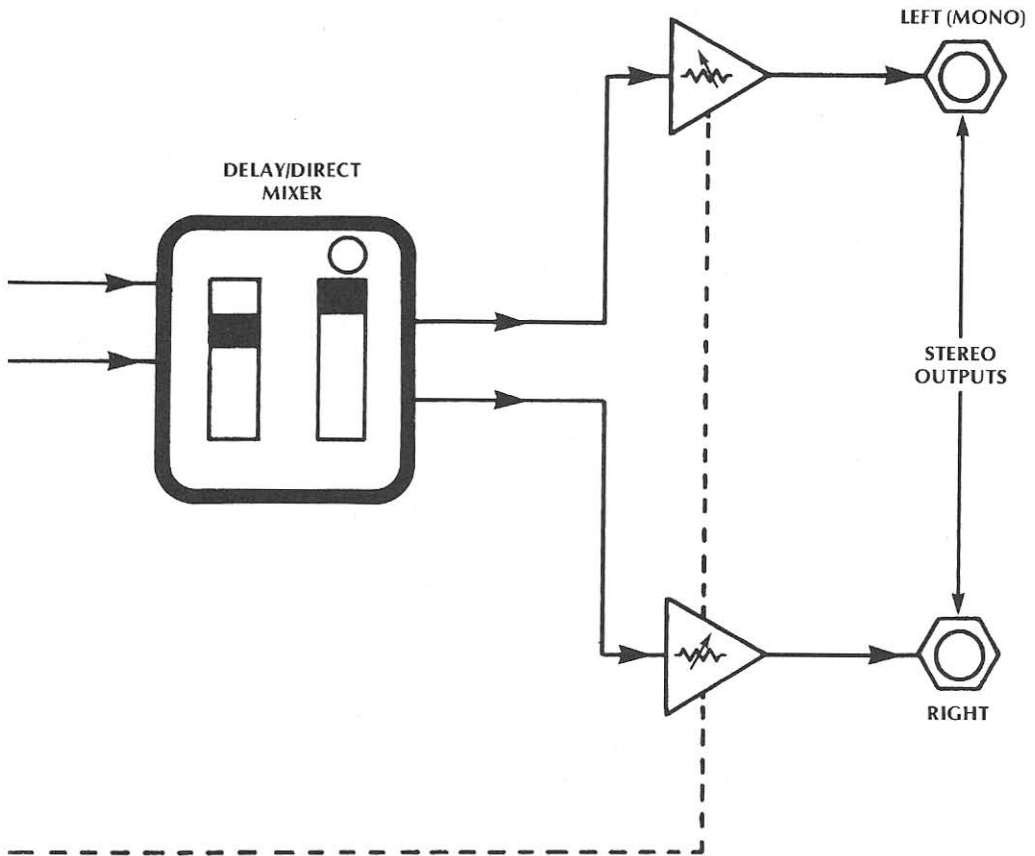 LEFT (MONO)
DELAY/DIRECT
MIXER
STEREO
OUTPUTS
RIGHT